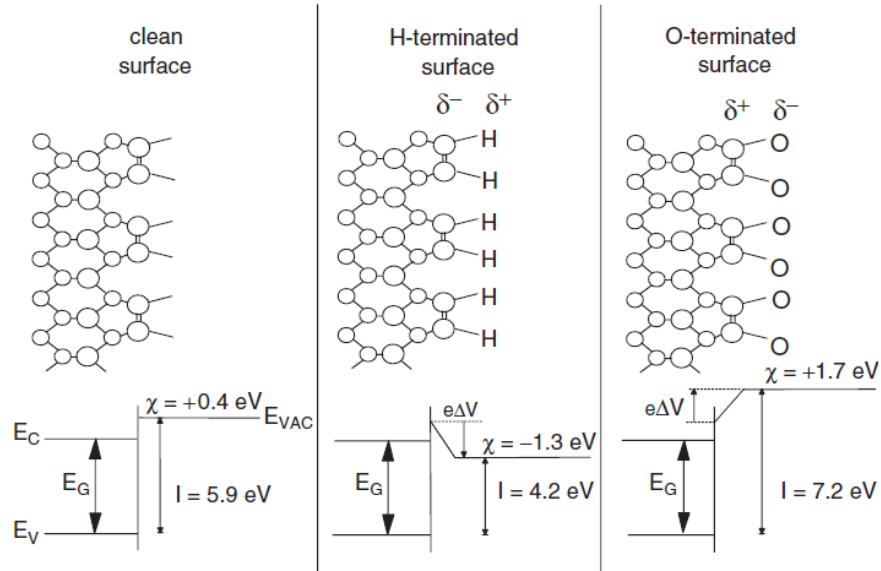 clean
surface
χ = +0.4 eV
E_VAC
E_C
E_G
I = 5.9 eV
E_V
H-terminated
surface
δ− δ+
H
H
H
H
H
H
eΔV
χ = −1.3 eV
E_G
I = 4.2 eV
O-terminated
surface
δ+ δ−
O
O
O
O
O
O
χ = +1.7 eV
eΔV
E_G
I = 7.2 eV